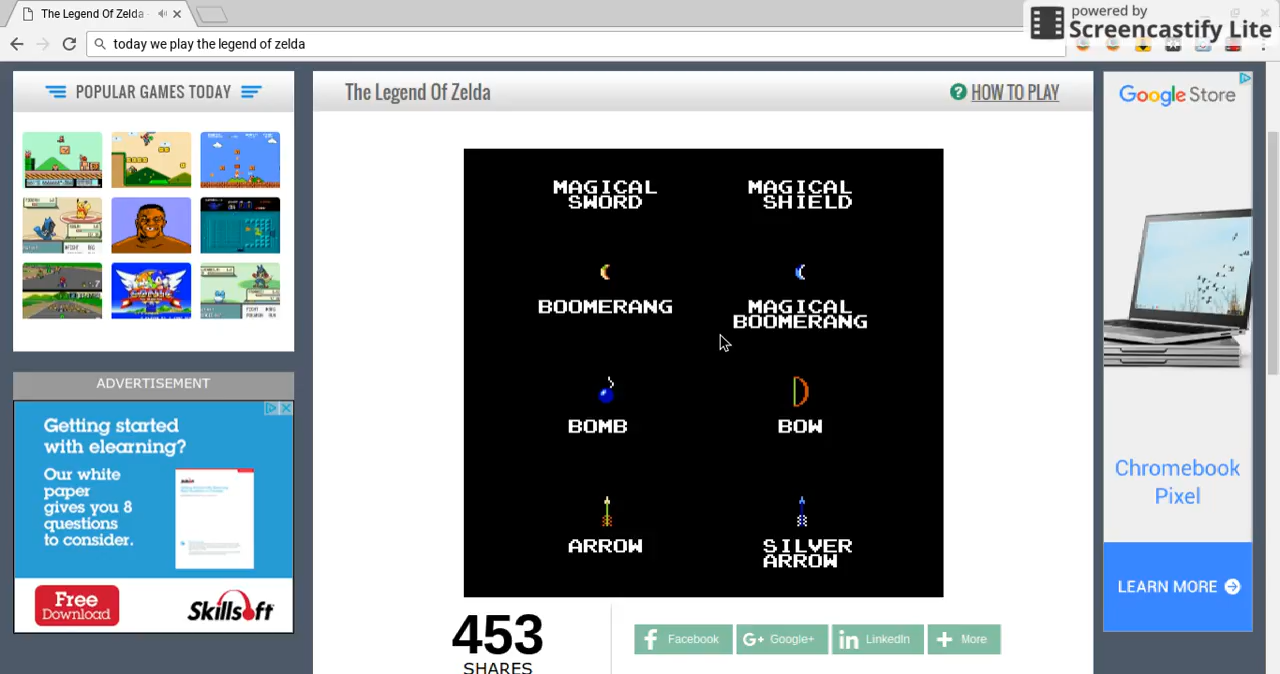 The Legend Of Zelda -
today we play the legend of zelda
powered by
Screencastify Lite
POPULAR GAMES TODAY
The Legend Of Zelda
? HOW TO PLAY
MAGICAL
SWORD
MAGICAL
SHIELD
BOOMERANG
MAGICAL
BOOMERANG
BOMB
BOW
ARROW
SILVER
ARROW
ADVERTISEMENT
Getting started
with elearning?
Our white
paper
gives you 8
questions
to consider.
Free
Download
Skillsoft
453
SHARES
Facebook
G+ Google+
in LinkedIn
+ More
Google Store
Chromebook
Pixel
LEARN MORE